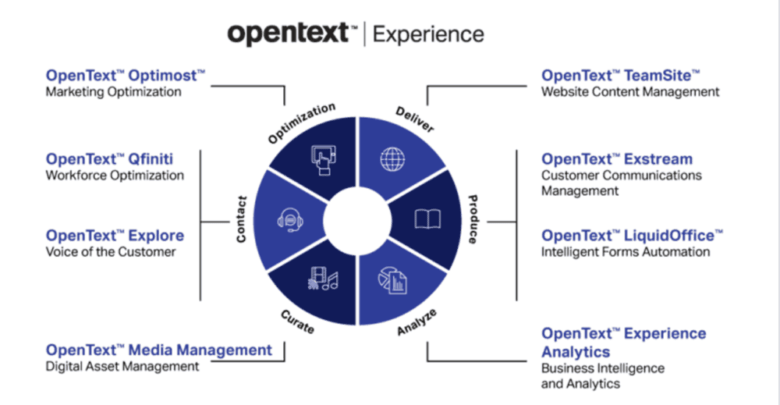 opentext™ | Experience
OpenText™ Optimost™
Marketing Optimization
OpenText™ Qfiniti
Workforce Optimization
OpenText™ Explore
Voice of the Customer
OpenText™ Media Management
Digital Asset Management
Optimization
Deliver
Contact
Produce
Curate
Analyze
OpenText™ TeamSite™
Website Content Management
OpenText™ Exstream
Customer Communications
Management
OpenText™ LiquidOffice™
Intelligent Forms Automation
OpenText™ Experience
Analytics
Business Intelligence
and Analytics